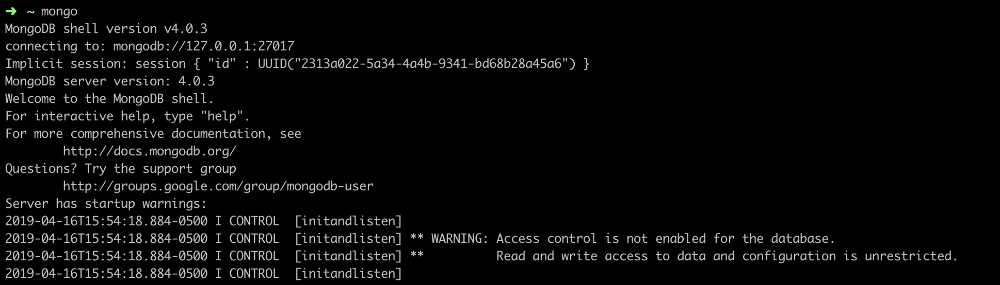 ➜ ~ mongo
MongoDB shell version v4.0.3
connecting to: mongodb://127.0.0.1:27017
Implicit session: session { "id" : UUID("2313a022-5a34-4a4b-9341-bd68b28a45a6") }
MongoDB server version: 4.0.3
Welcome to the MongoDB shell.
For interactive help, type "help".
For more comprehensive documentation, see
        http://docs.mongodb.org/
Questions? Try the support group
        http://groups.google.com/group/mongodb-user
Server has startup warnings:
2019-04-16T15:54:18.884-0500 I CONTROL  [initandlisten]
2019-04-16T15:54:18.884-0500 I CONTROL  [initandlisten] ** WARNING: Access control is not enabled for the database.
2019-04-16T15:54:18.884-0500 I CONTROL  [initandlisten] **          Read and write access to data and configuration is unrestricted.
2019-04-16T15:54:18.884-0500 I CONTROL  [initandlisten]